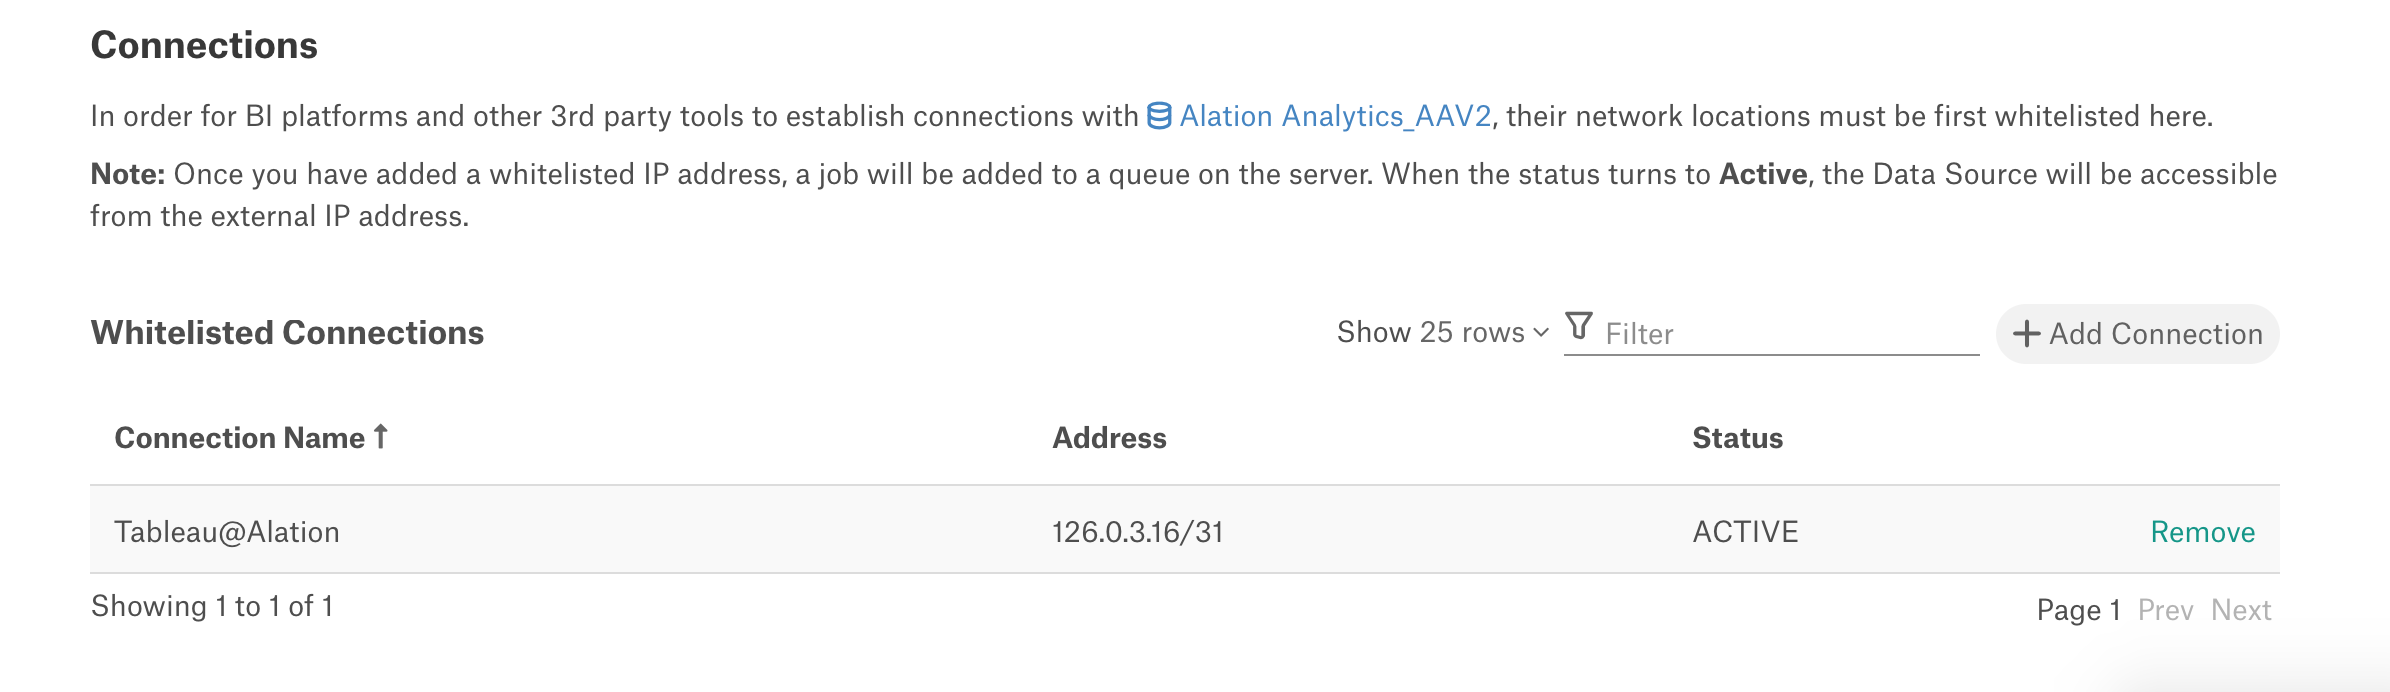 Connections
In order for BI platforms and other 3rd party tools to establish connections with Alation Analytics_AAV2, their network locations must be first whitelisted here.
Note: Once you have added a whitelisted IP address, a job will be added to a queue on the server. When the status turns to Active, the Data Source will be accessible
from the external IP address.
Whitelisted Connections Show 25 rows Filter + Add Connection
Connection Name ↑ Address Status
Tableau@Alation 126.0.3.16/31 ACTIVE Remove
Showing 1 to 1 of 1 Page 1 Prev Next